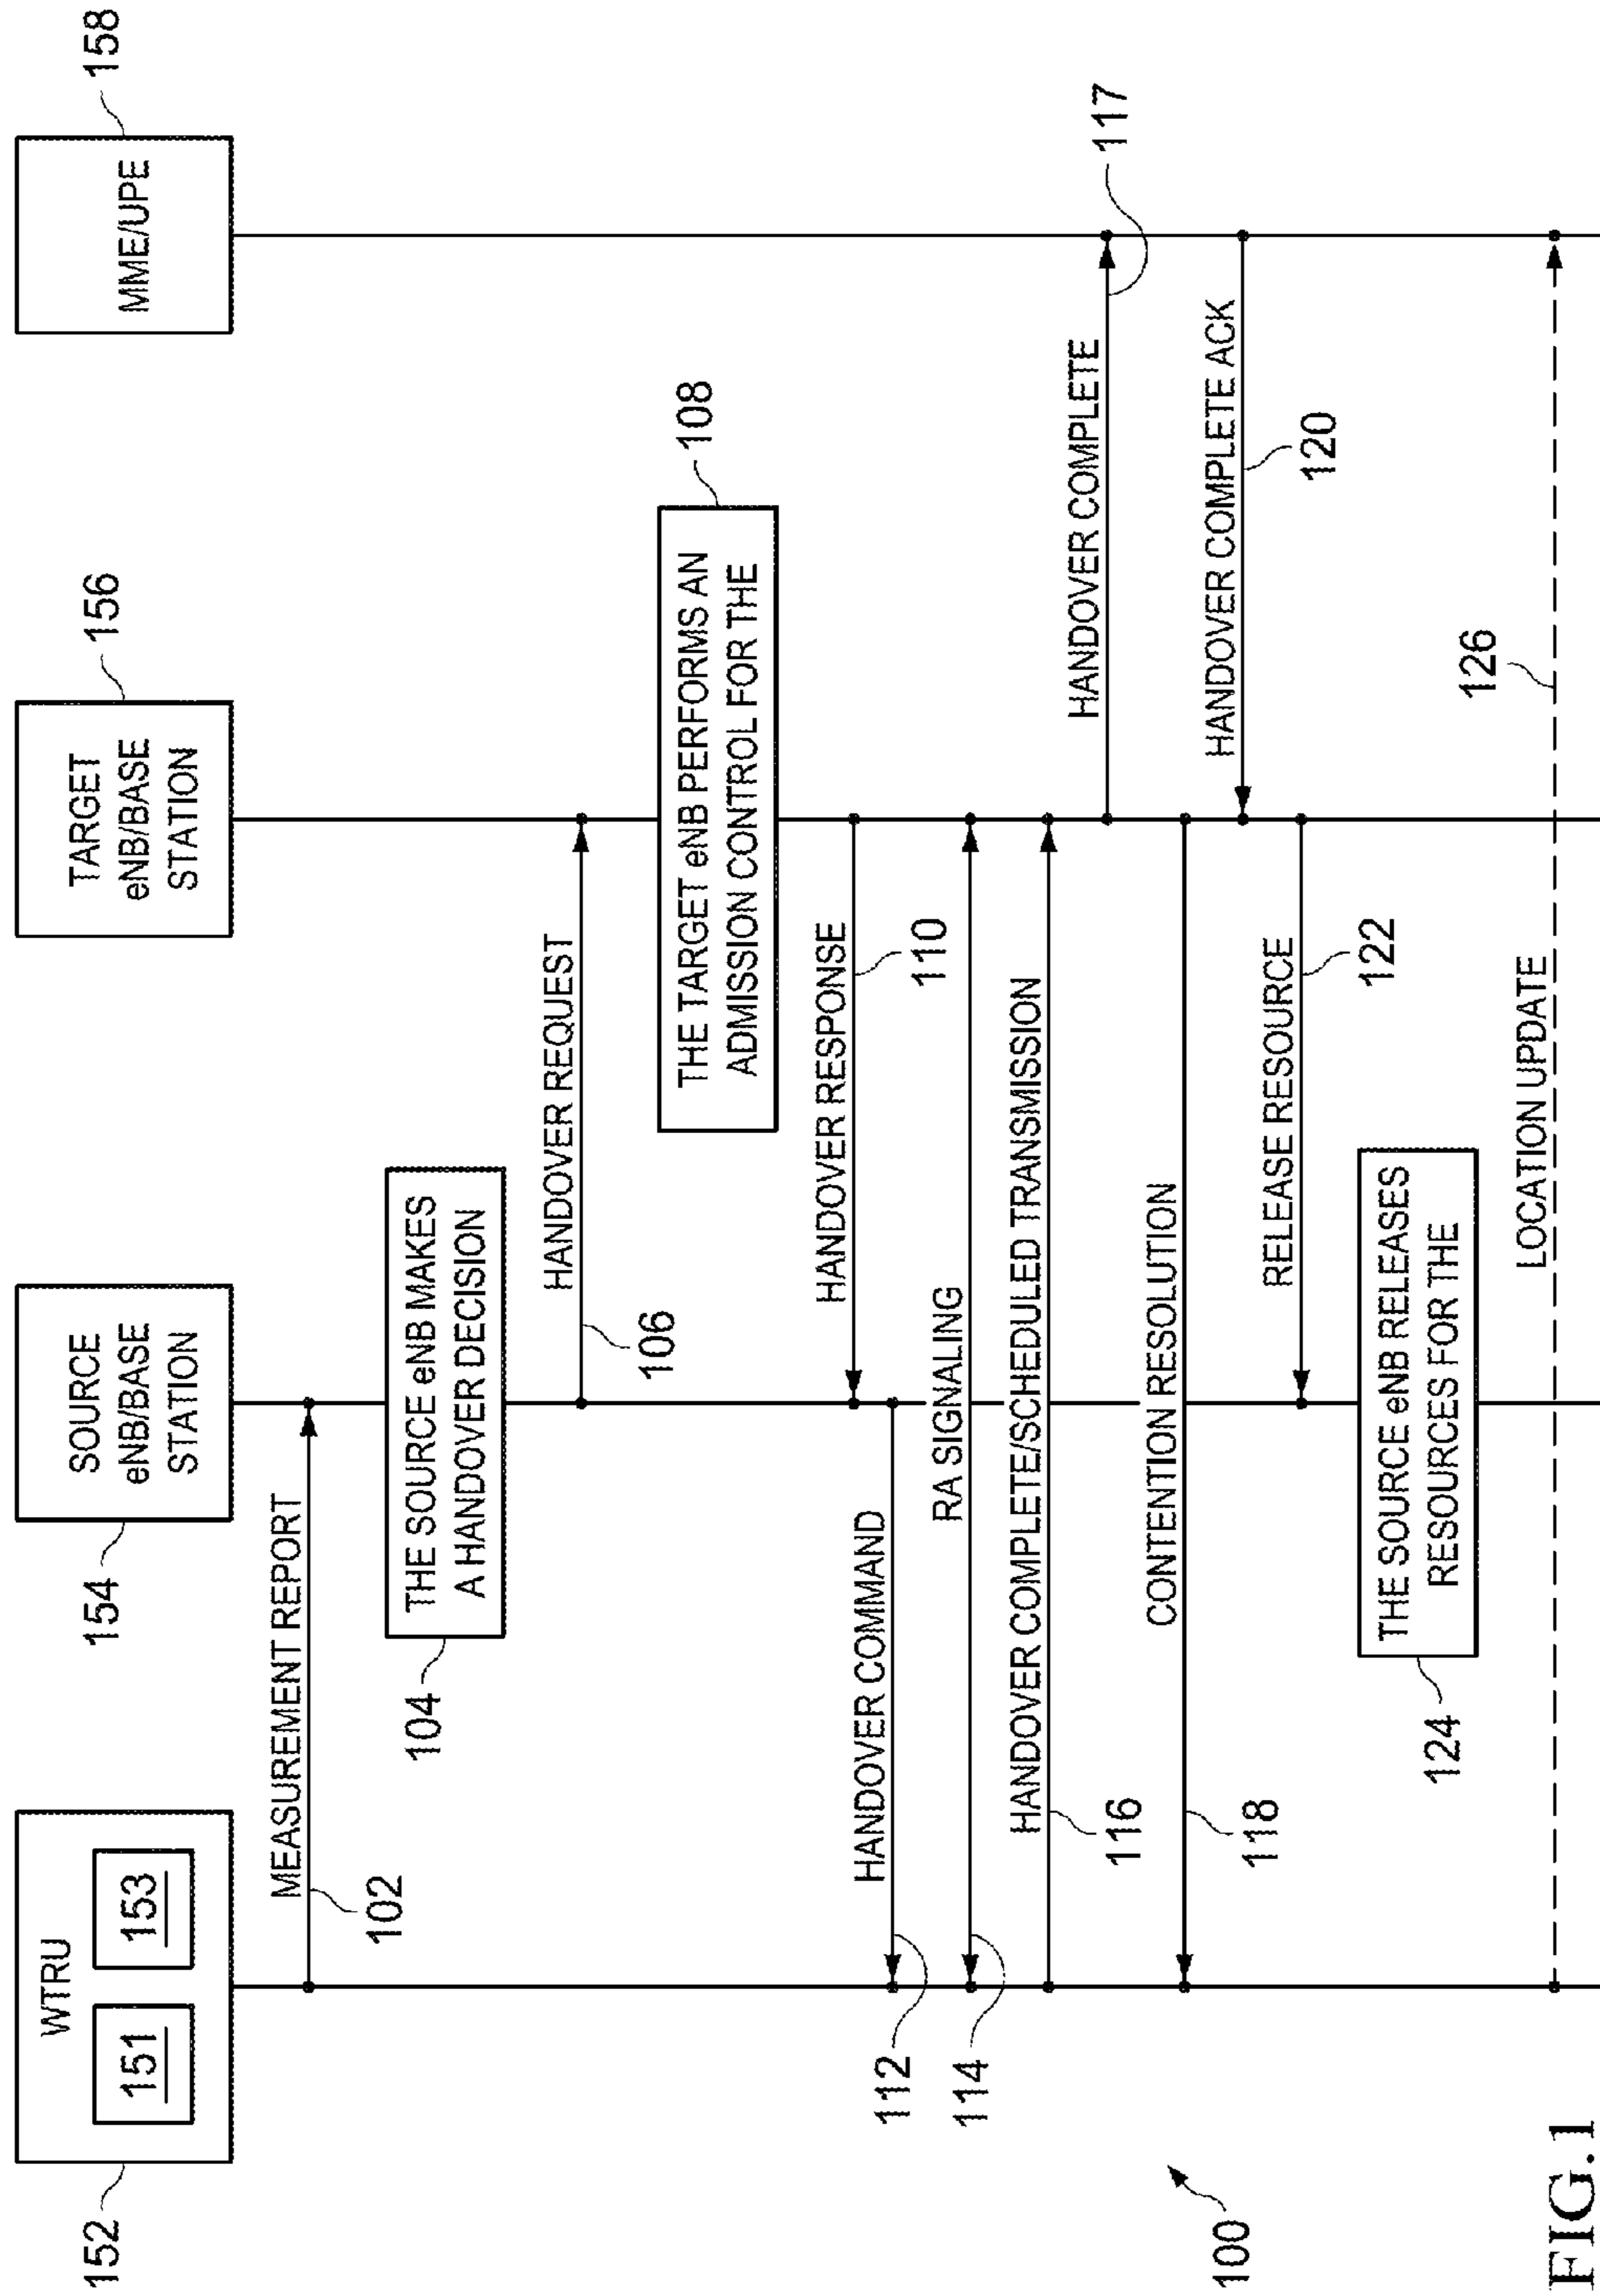 152
WTRU
151
153
154
SOURCE
eNB/BASE
STATION
156
TARGET
eNB/BASE
STATION
158
MME/UPE
MEASUREMENT REPORT
102
THE SOURCE eNB MAKES
A HANDOVER DECISION
104
HANDOVER REQUEST
106
THE TARGET eNB PERFORMS AN
ADMISSION CONTROL FOR THE
108
HANDOVER RESPONSE
110
HANDOVER COMMAND
112
RA SIGNALING
114
HANDOVER COMPLETE/SCHEDULED TRANSMISSION
116
HANDOVER COMPLETE
117
CONTENTION RESOLUTION
118
HANDOVER COMPLETE ACK
120
RELEASE RESOURCE
122
THE SOURCE eNB RELEASES
RESOURCES FOR THE
124
LOCATION UPDATE
126
100
FIG.1